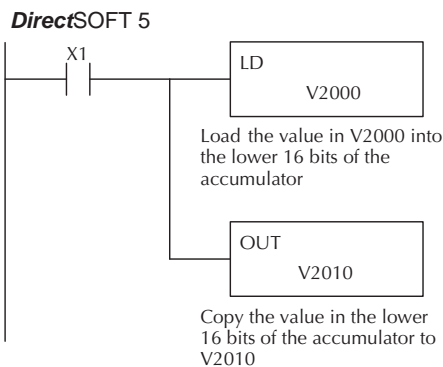 DirectSOFT 5
X1
LD
V2000
Load the value in V2000 into
the lower 16 bits of the
accumulator
OUT
V2010
Copy the value in the lower
16 bits of the accumulator to
V2010